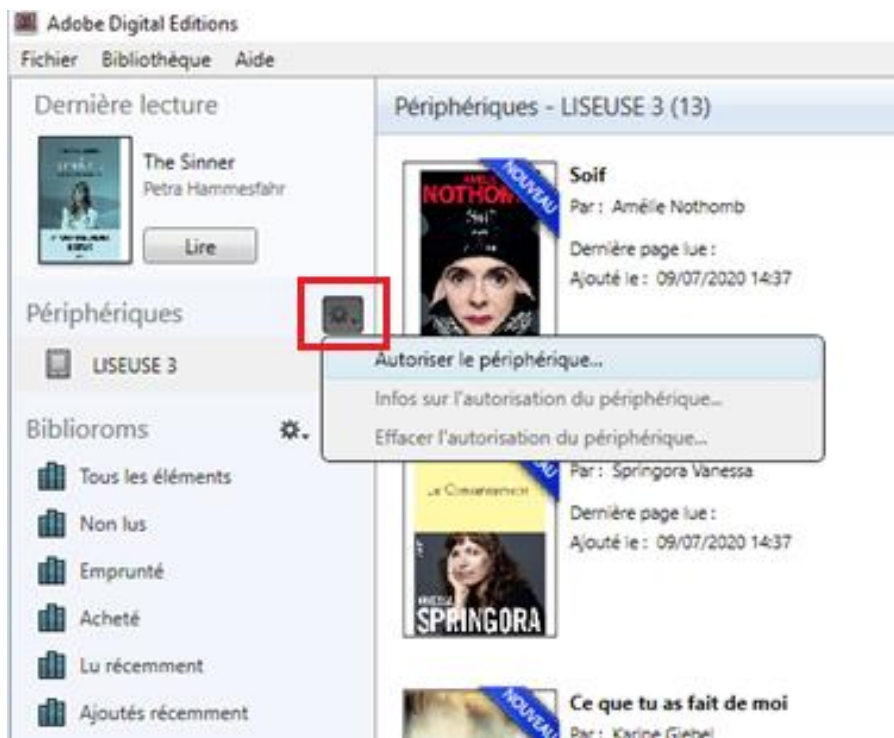 Adobe Digital Editions
Fichier Bibliothèque Aide
Dernière lecture
The Sinner
Petra Hammesfahr
Lire
Périphériques
LISEUSE 3
Biblioroms
Tous les éléments
Non lus
Emprunté
Acheté
Lu récemment
Ajoutés récemment
Périphériques - LISEUSE 3 (13)
NOUVEAU
NOTHOMB
Soif
Par : Amélie Nothomb
Dernière page lue :
Ajouté le : 09/07/2020 14:37
Autoriser le périphérique...
Infos sur l'autorisation du périphérique...
Effacer l'autorisation du périphérique...
Le Consentement
VANESSA
SPRINGORA
Par : Springora Vanessa
Dernière page lue :
Ajouté le : 09/07/2020 14:37
NOUVEAU
Ce que tu as fait de moi
Par : Karine Giebel